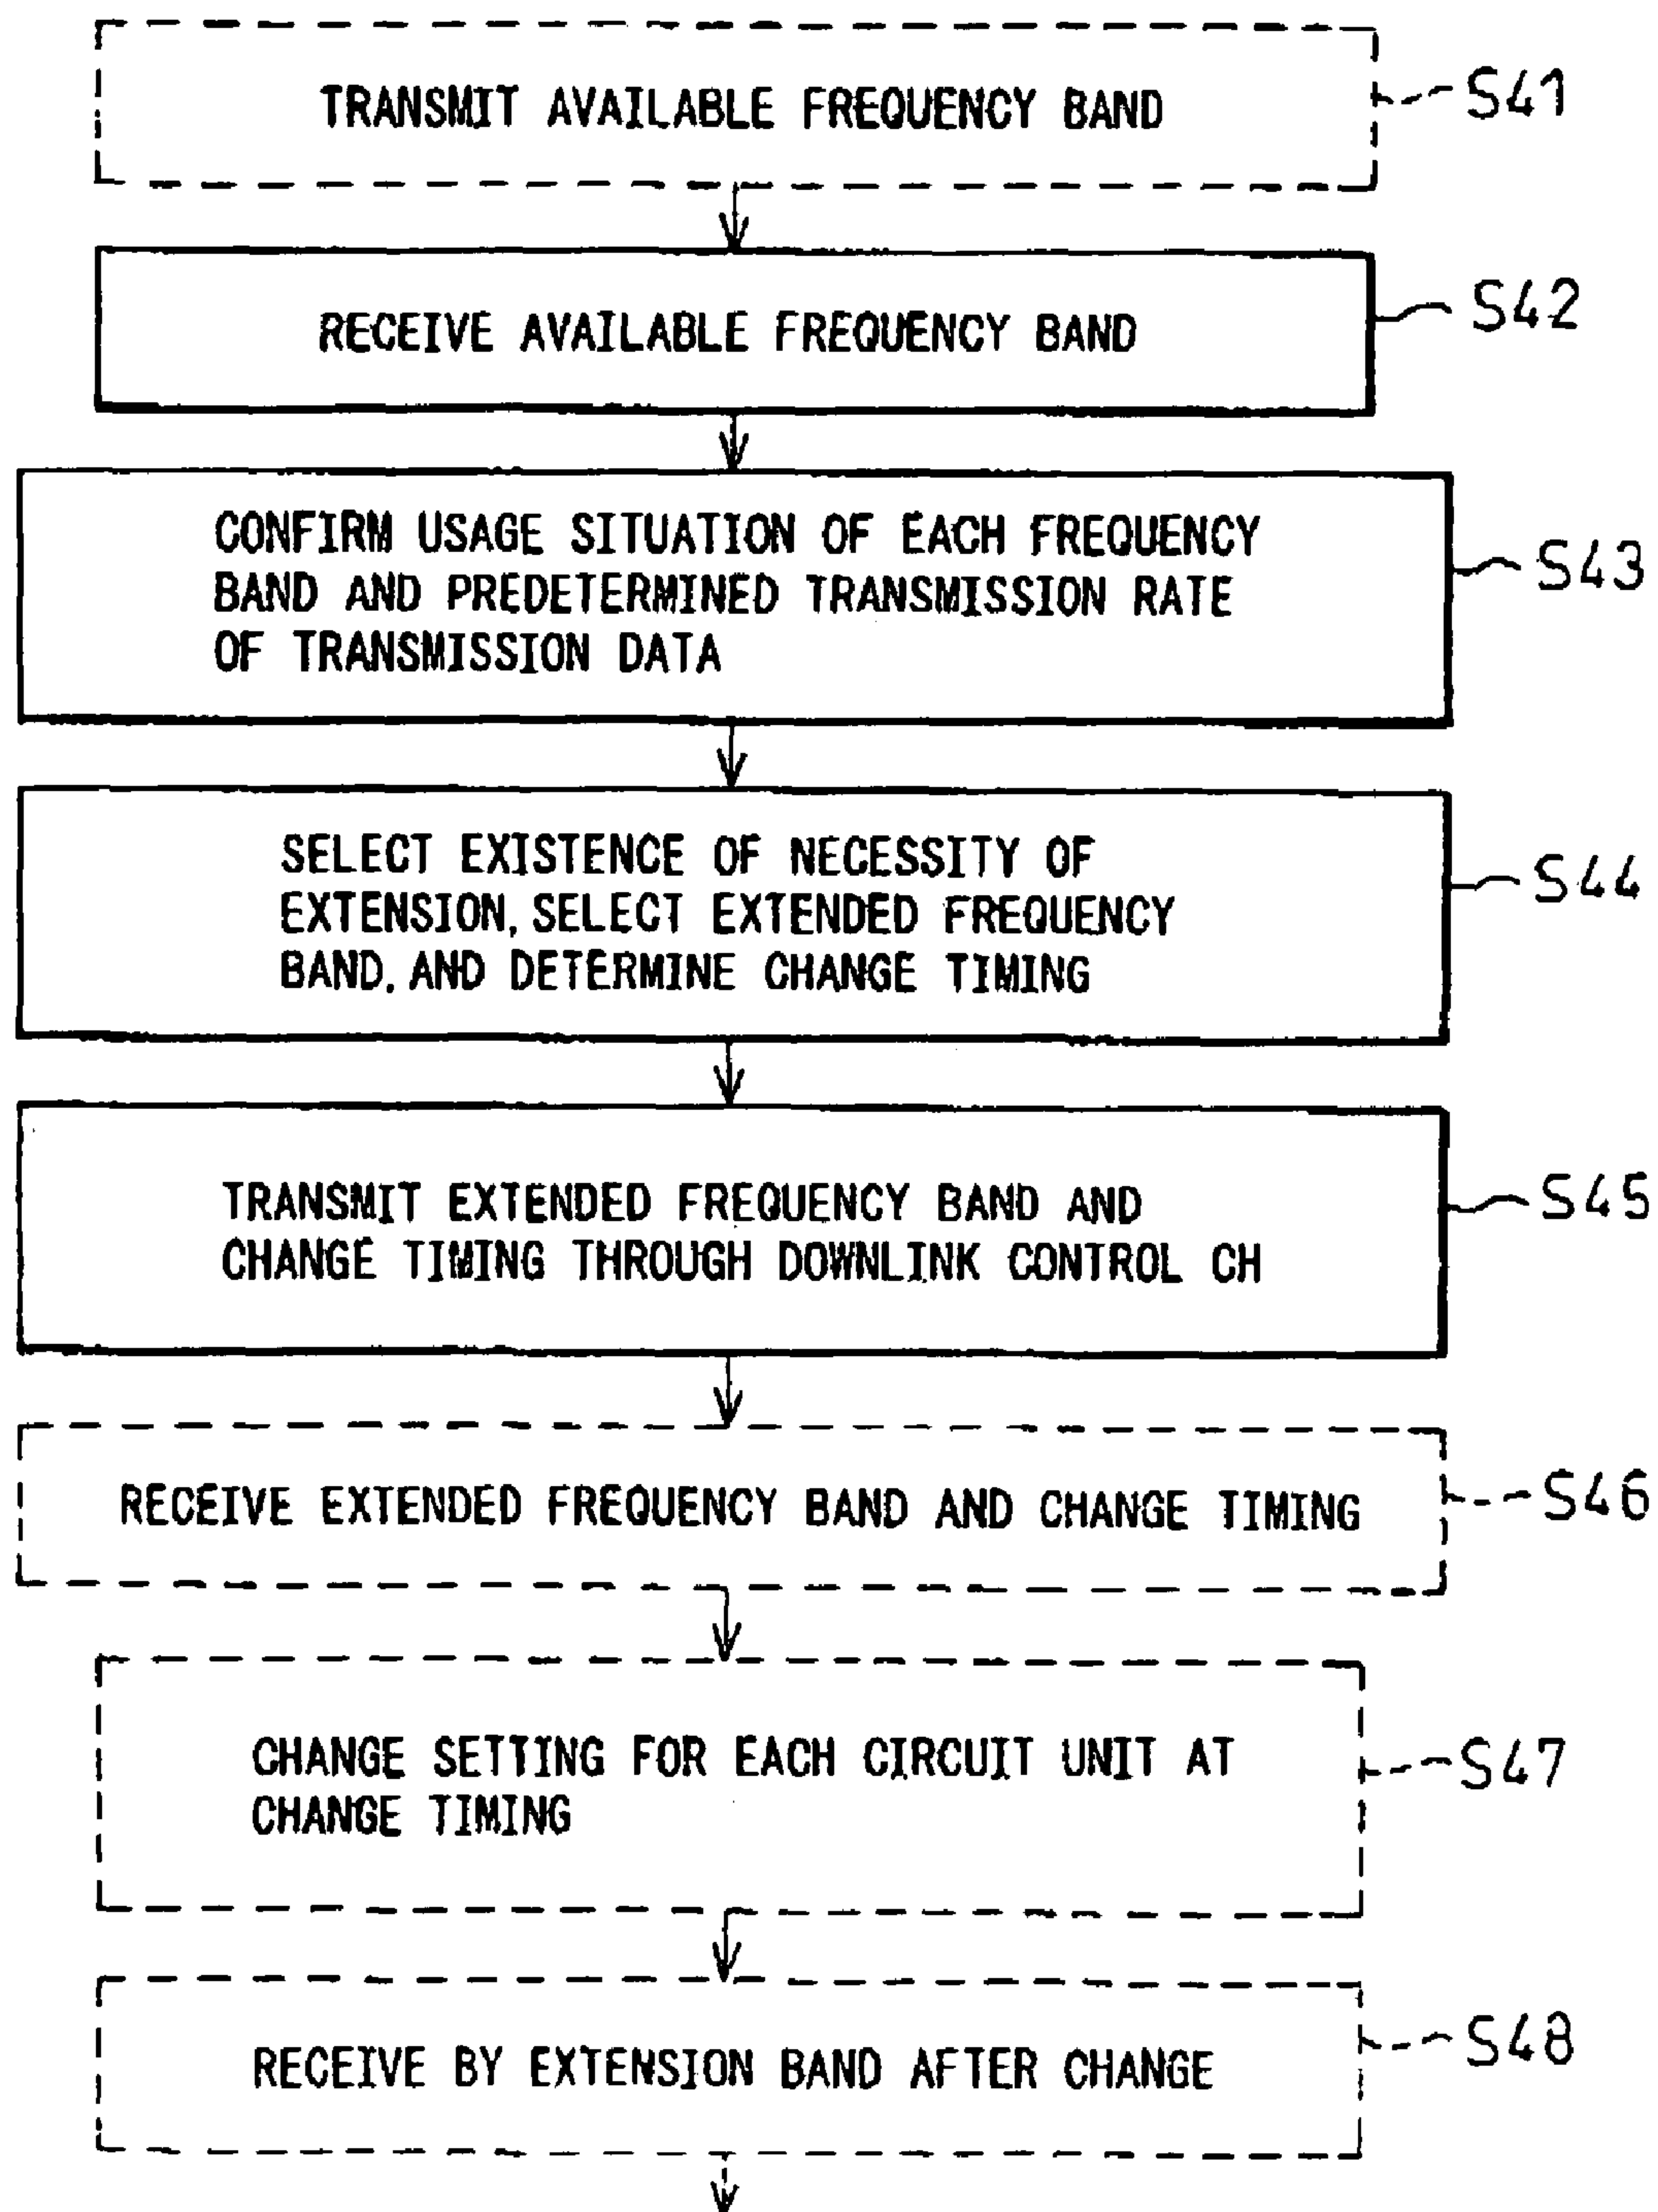 TRANSMIT AVAILABLE FREQUENCY BAND
S41
RECEIVE AVAILABLE FREQUENCY BAND
S42
CONFIRM USAGE SITUATION OF EACH FREQUENCY
BAND AND PREDETERMINED TRANSMISSION RATE
OF TRANSMISSION DATA
S43
SELECT EXISTENCE OF NECESSITY OF
EXTENSION, SELECT EXTENDED FREQUENCY
BAND, AND DETERMINE CHANGE TIMING
S44
TRANSMIT EXTENDED FREQUENCY BAND AND
CHANGE TIMING THROUGH DOWNLINK CONTROL CH
S45
RECEIVE EXTENDED FREQUENCY BAND AND CHANGE TIMING
S46
CHANGE SETTING FOR EACH CIRCUIT UNIT AT
CHANGE TIMING
S47
RECEIVE BY EXTENSION BAND AFTER CHANGE
S48